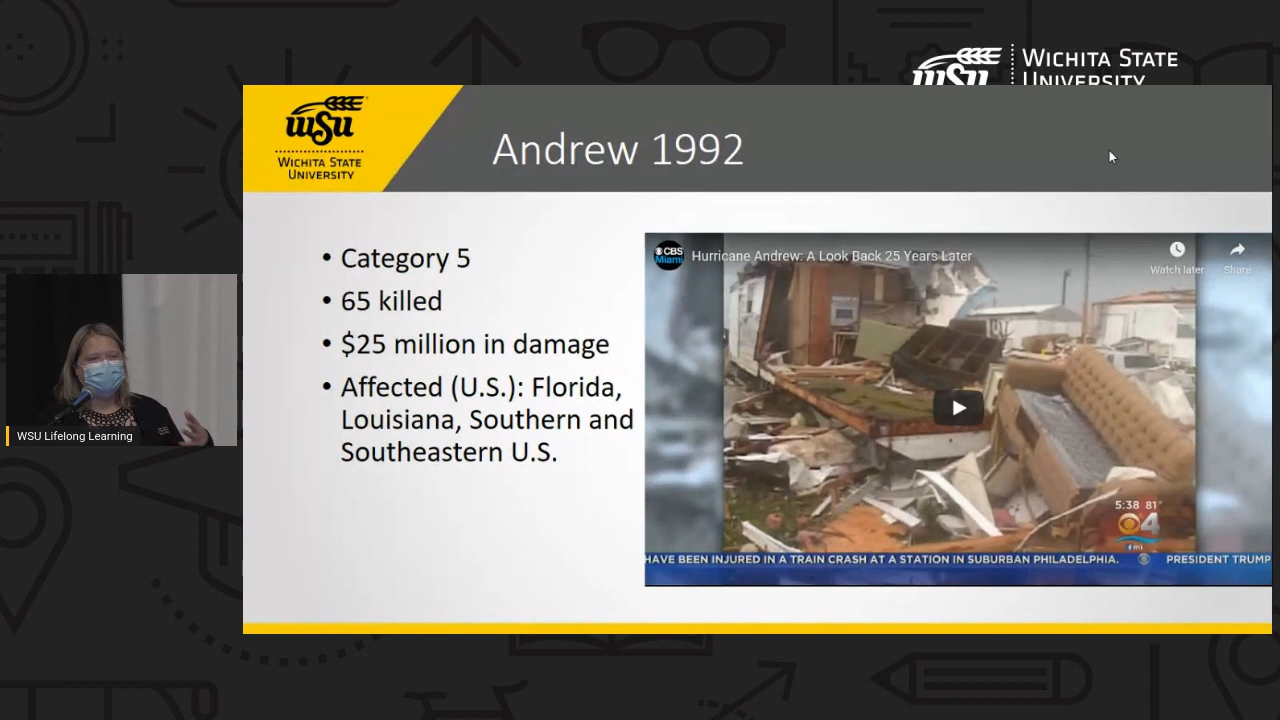 WSU
WICHITA STATE
UNIVERSITY
WSU
WICHITA STATE
UNIVERSITY
Andrew 1992
• Category 5
• 65 killed
• $25 million in damage
• Affected (U.S.): Florida,
Louisiana, Southern and
Southeastern U.S.
CBS
Miami
Hurricane Andrew: A Look Back 25 Years Later
Watch later
Share
5:38 81°
4
HAVE BEEN INJURED IN A TRAIN CRASH AT A STATION IN SUBURBAN PHILADELPHIA.
PRESIDENT TRUMP
WSU Lifelong Learning